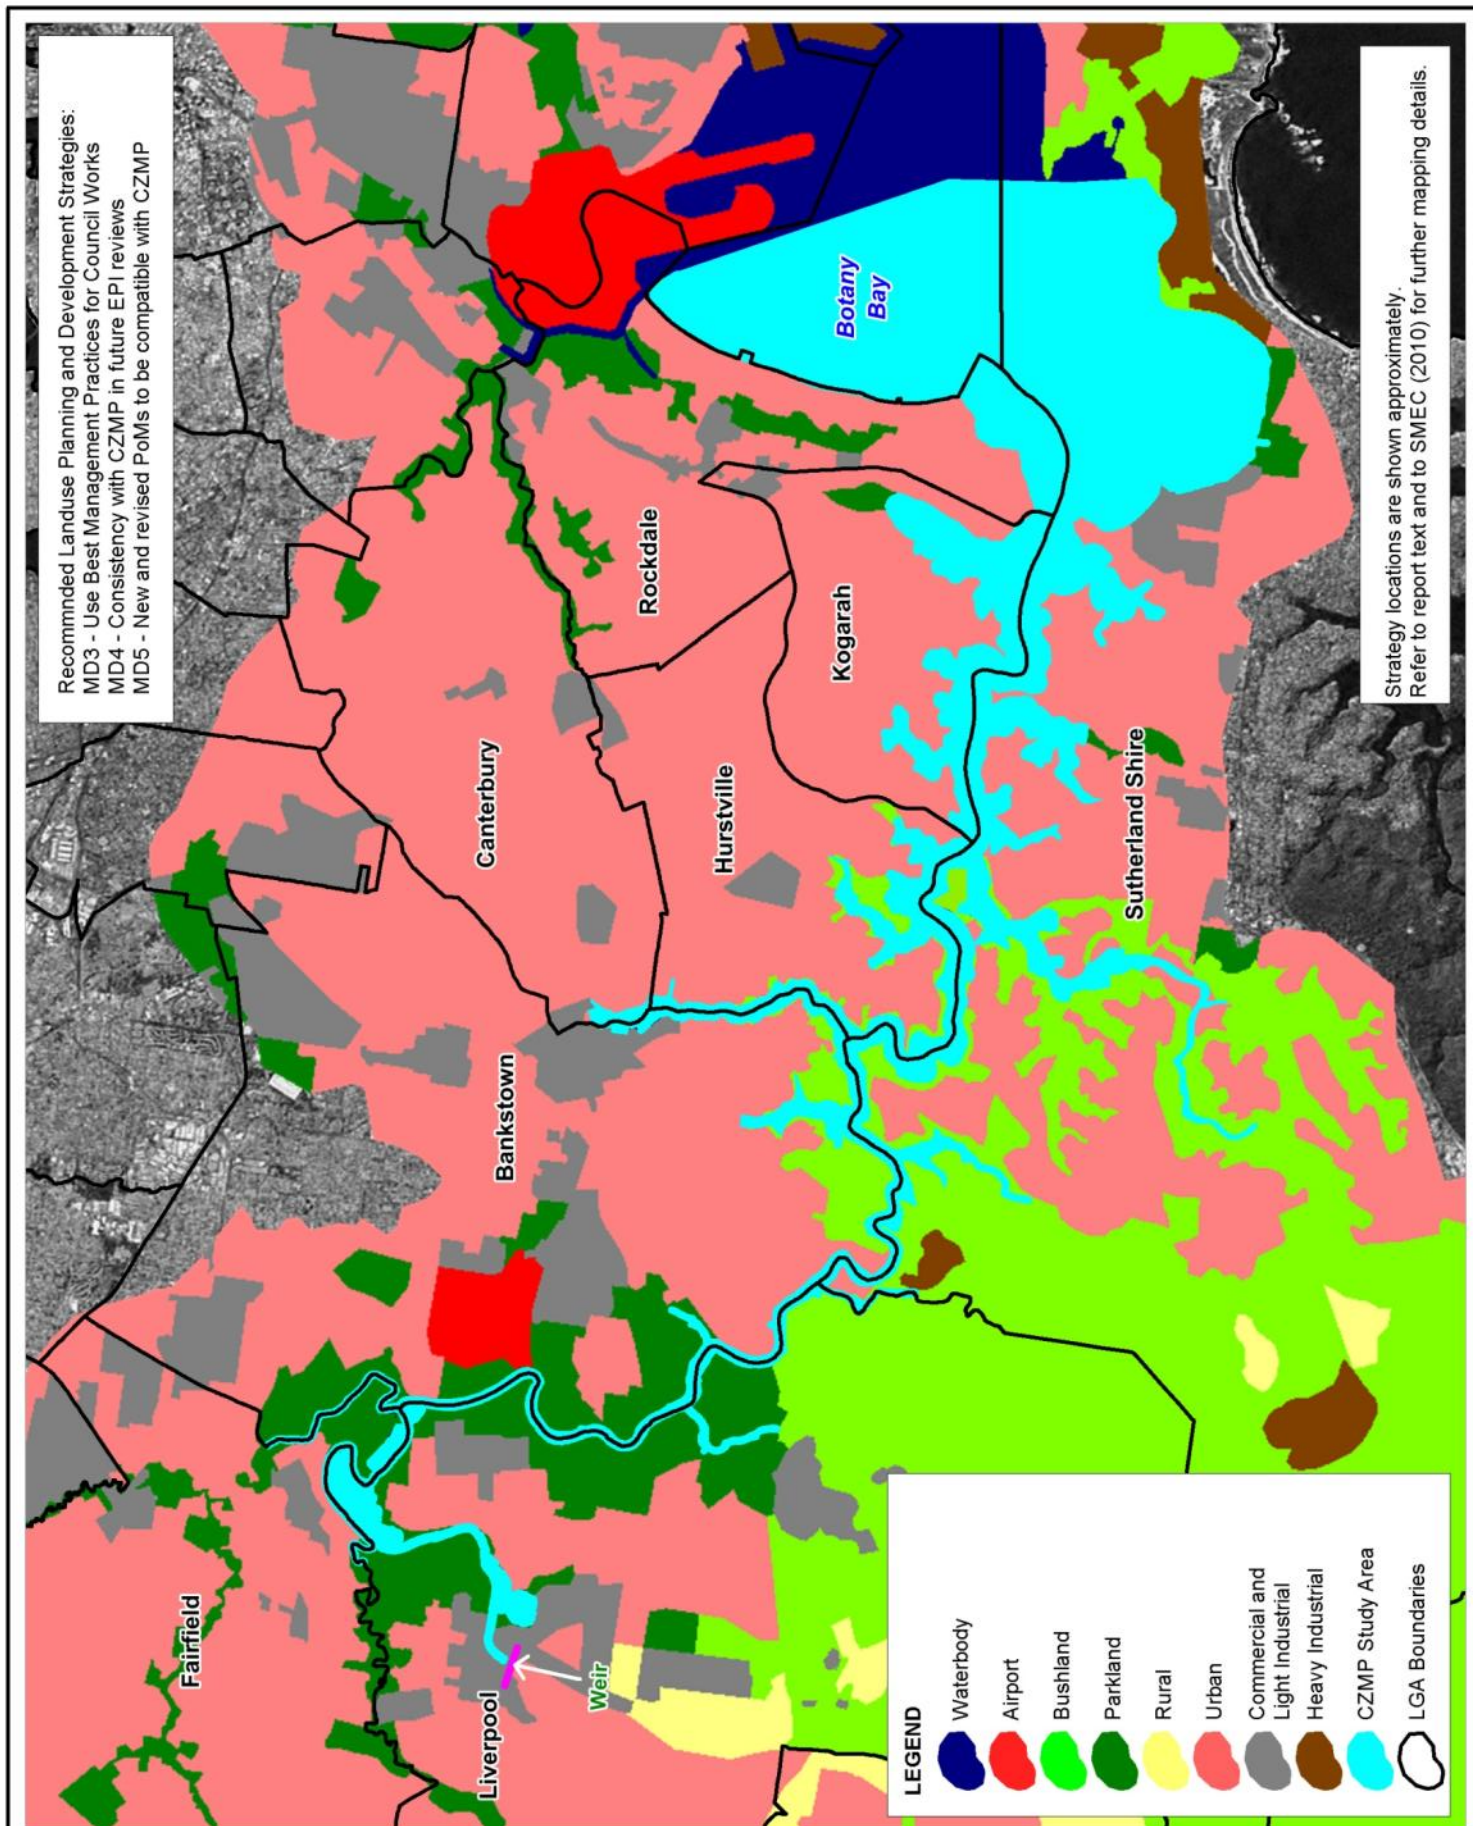 Recommnded Landuse Planning and Development Strategies:
MD3 - Use Best Management Practices for Council Works
MD4 - Consistency with CZMP in future EPI reviews
MD5 - New and revised PoMs to be compatible with CZMP
Fairfield
Liverpool
Weir
Bankstown
Canterbury
Hurstville
Rockdale
Kogarah
Botany
Bay
Sutherland Shire
LEGEND
Waterbody
Airport
Bushland
Parkland
Rural
Urban
Commercial and
Light Industrial
Heavy Industrial
CZMP Study Area
LGA Boundaries
Strategy locations are shown approximately.
Refer to report text and to SMEC (2010) for further mapping details.